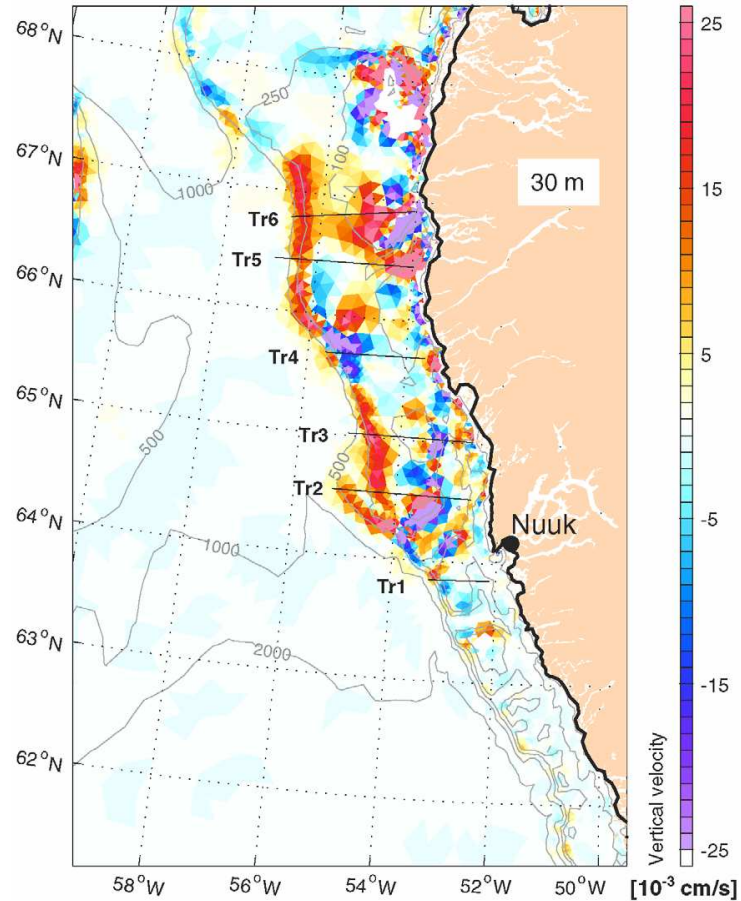 68°N
67°N
66°N
65°N
64°N
63°N
62°N
250
100
1000
30 m
Tr6
Tr5
Tr4
Tr3
500
500
Tr2
Nuuk
1000
Tr1
2000
58°W
56°W
54°W
52°W
50°W
25
15
5
-5
-15
-25
Vertical velocity
[10⁻³ cm/s]